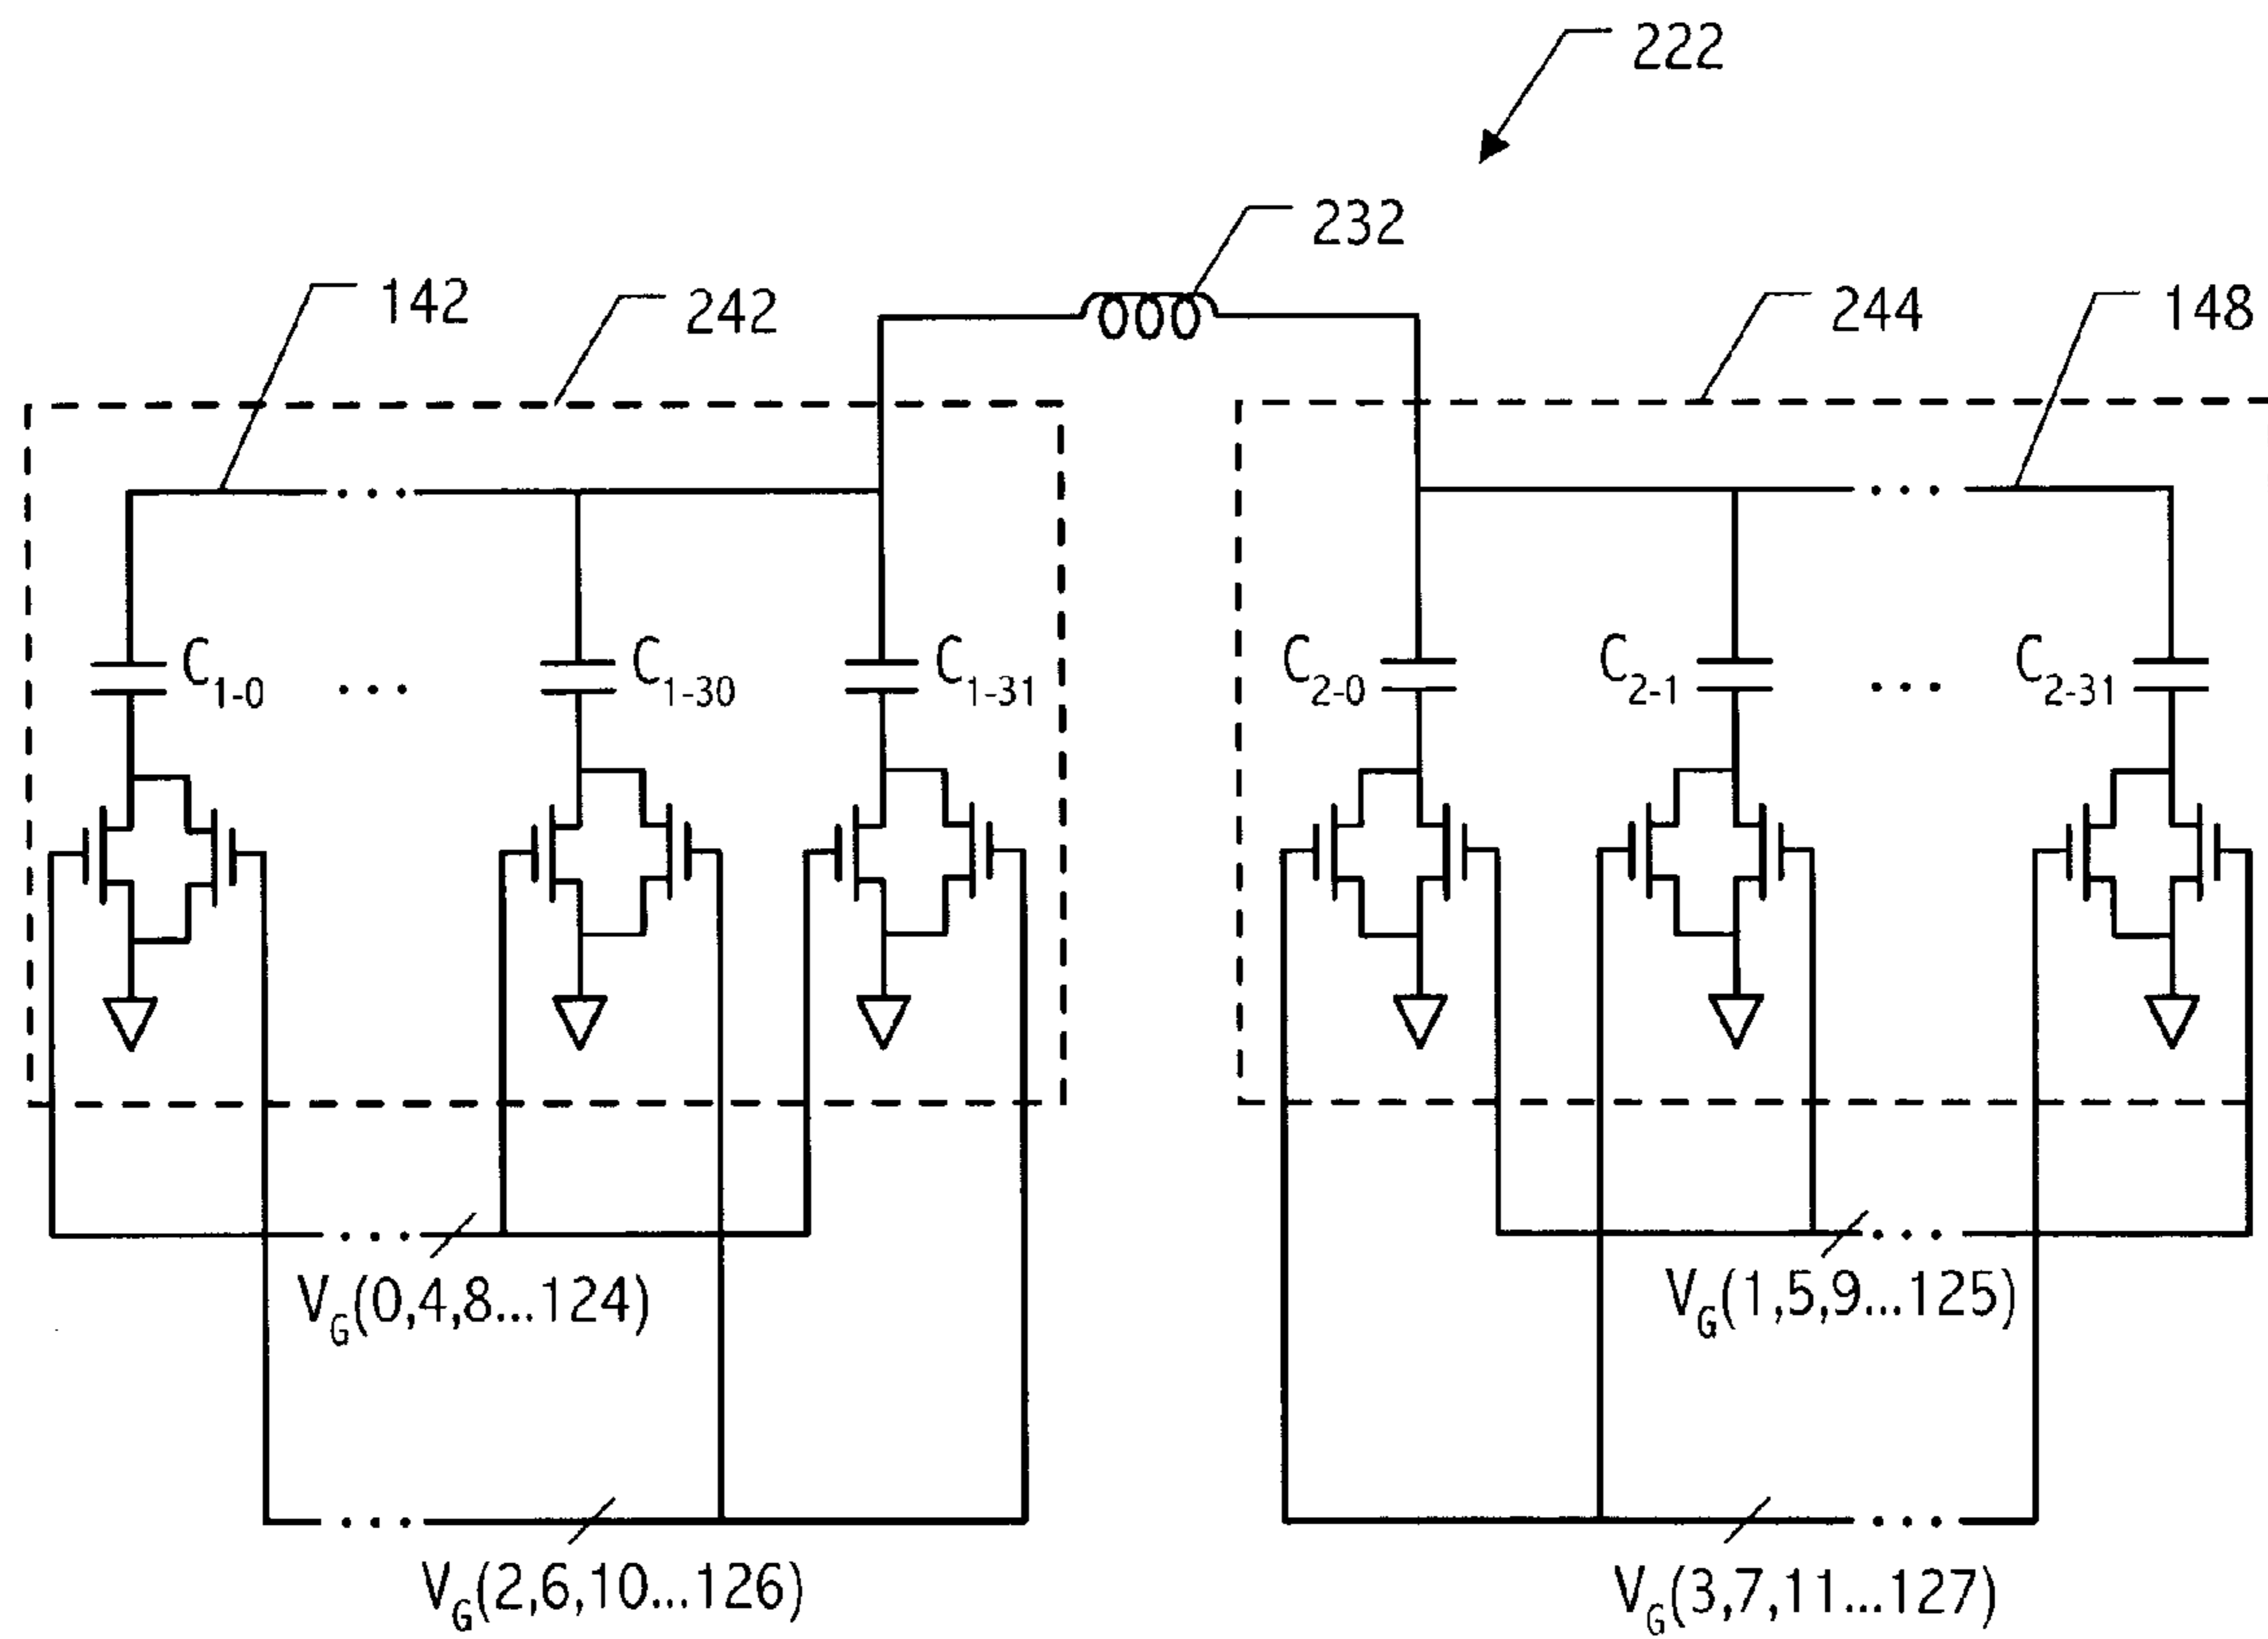 222
232
142
242
244
148
C1-0
C1-30
C1-31
C2-0
C2-1
C2-31
VG(0,4,8...124)
VG(1,5,9...125)
VG(2,6,10...126)
VG(3,7,11...127)